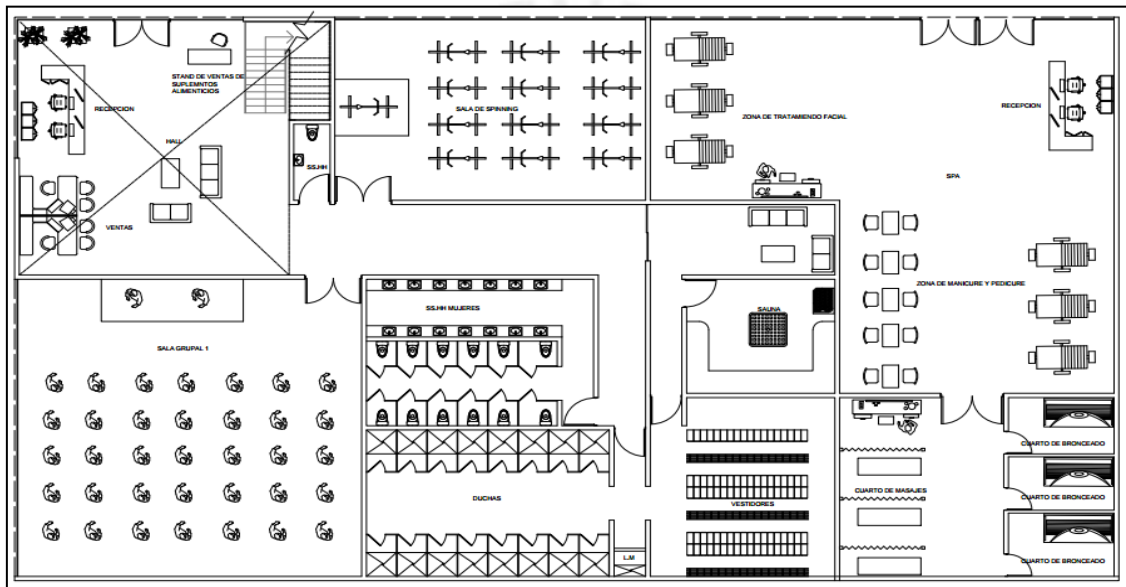 STAND DE VENTAS DE
SUPLEMNTOS
ALIMENTICIOS
RECEPCION
HALL
SS.HH
VENTAS
SALA DE SPINNING
ZONA DE TRATAMIENDO FACIAL
RECEPCION
SPA
ZONA DE MANICURE Y PEDICURE
SS.HH MUJERES
SAUNA
SALA GRUPAL 1
DUCHAS
VESTIDORES
L.M
CUARTO DE MASAJES
CUARTO DE BRONCEADO
CUARTO DE BRONCEADO
CUARTO DE BRONCEADO